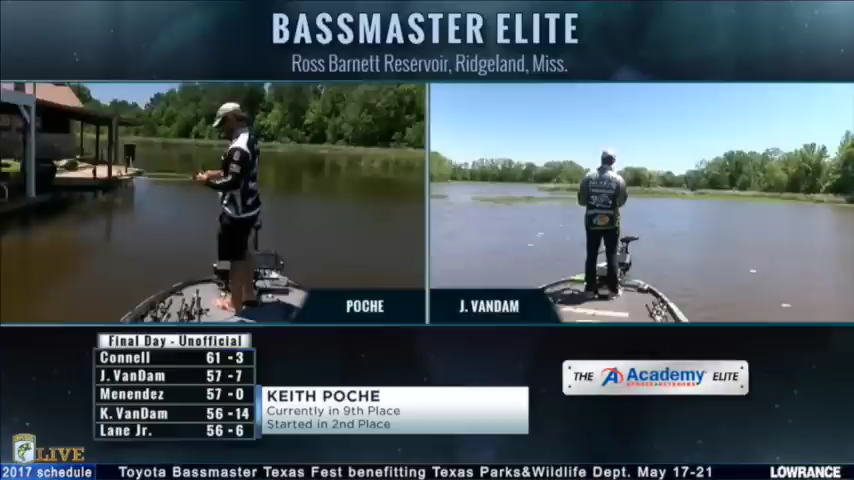 BASSMASTER ELITE
Ross Barnett Reservoir, Ridgeland, Miss.
POCHE
J. VANDAM
Final Day - Unofficial
Connell 61 -3
J. VanDam 57 -7
Menendez 57 -0
K. VanDam 56 -14
Lane Jr. 56 -6
KEITH POCHE
Currently in 9th Place
Started in 2nd Place
THE Academy ELITE
SPORTS+OUTDOORS
LIVE
2017 schedule Toyota Bassmaster Texas Fest benefitting Texas Parks&Wildlife Dept. May 17-21 LOWRANCE